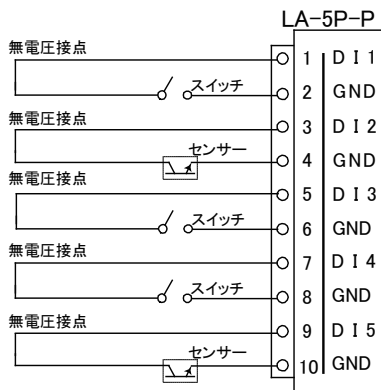 LA-5P-P
無電圧接点
1 DI1
スイッチ
2 GND
無電圧接点
3 DI2
センサー
4 GND
無電圧接点
5 DI3
スイッチ
6 GND
無電圧接点
7 DI4
スイッチ
8 GND
無電圧接点
9 DI5
センサー
10 GND